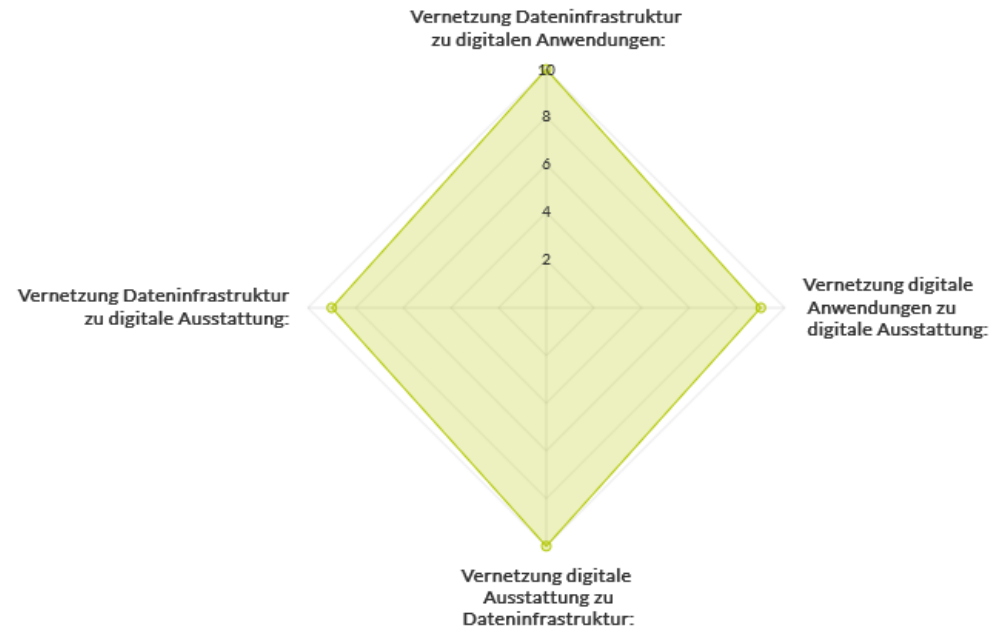 Vernetzung Dateninfrastruktur
zu digitalen Anwendungen:
10
8
6
4
2
Vernetzung Dateninfrastruktur
zu digitale Ausstattung:
Vernetzung digitale
Anwendungen zu
digitale Ausstattung:
Vernetzung digitale
Ausstattung zu
Dateninfrastruktur: